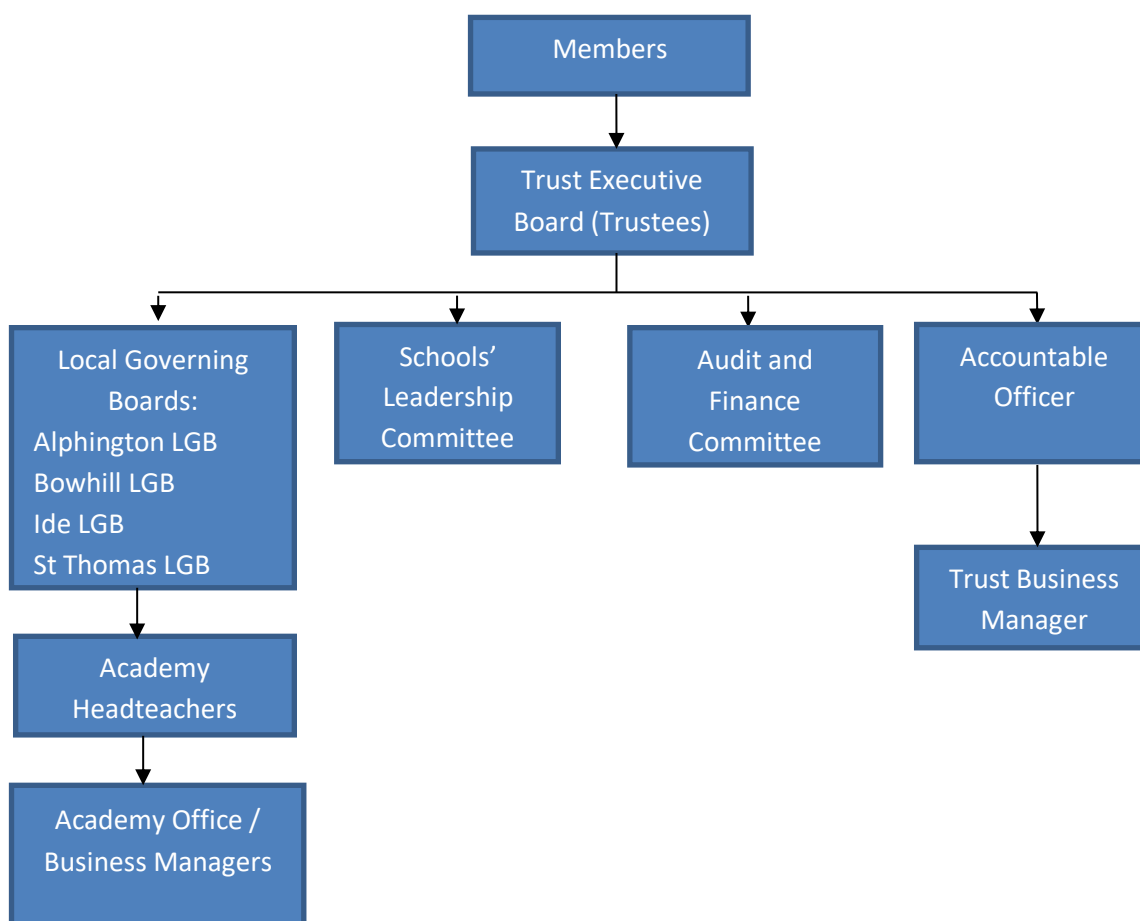 Members
Trust Executive
Board (Trustees)
Local Governing
Boards:
Alphington LGB
Bowhill LGB
Ide LGB
St Thomas LGB
Schools’
Leadership
Committee
Audit and
Finance
Committee
Accountable
Officer
Trust Business
Manager
Academy
Headteachers
Academy Office /
Business Managers